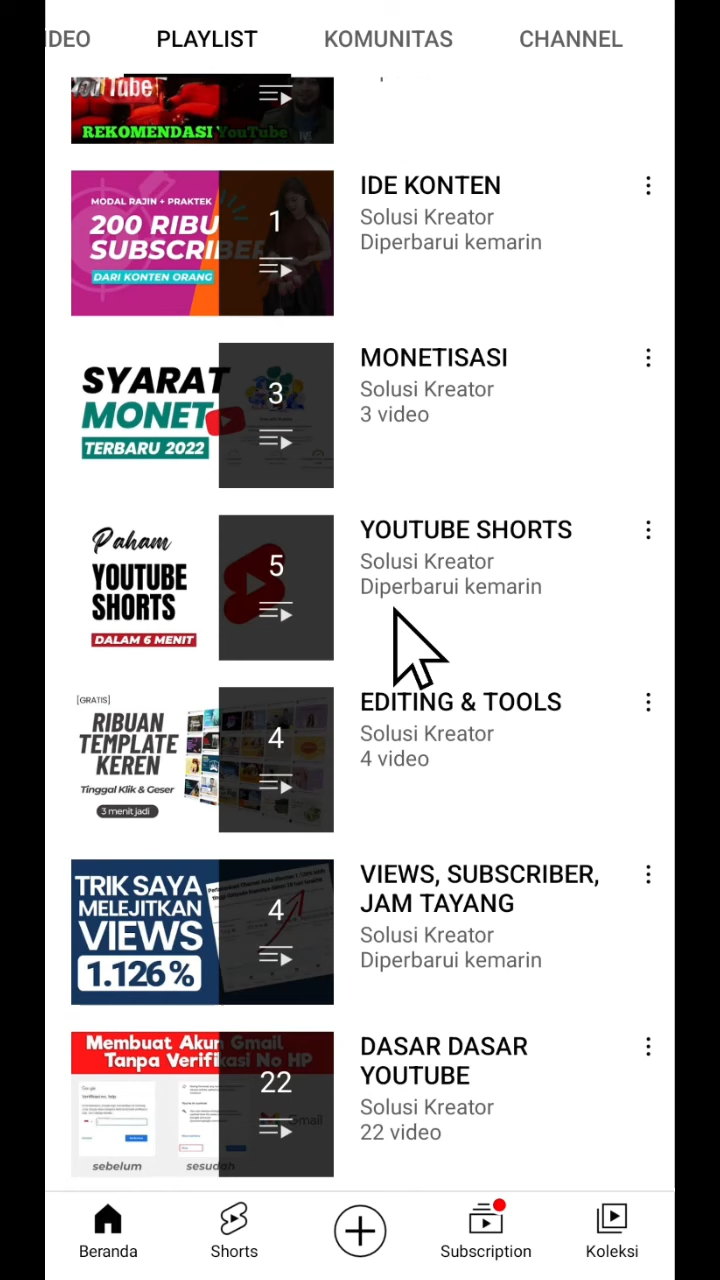 IDEO
PLAYLIST
KOMUNITAS
CHANNEL
YouTube
REKOMENDASI YouTube
MODAL RAJIN + PRAKTEK
200 RIBU
SUBSCRIBER
DARI KONTEN ORANG
1
IDE KONTEN
Solusi Kreator
Diperbarui kemarin
SYARAT
MONET
TERBARU 2022
3
MONETISASI
Solusi Kreator
3 video
Paham
YOUTUBE
SHORTS
DALAM 6 MENIT
5
YOUTUBE SHORTS
Solusi Kreator
Diperbarui kemarin
[GRATIS]
RIBUAN
TEMPLATE
KEREN
Tinggal Klik & Geser
3 menit jadi
4
EDITING & TOOLS
Solusi Kreator
4 video
TRIK SAYA
MELEJITKAN
VIEWS
1.126%
4
VIEWS, SUBSCRIBER,
JAM TAYANG
Solusi Kreator
Diperbarui kemarin
Membuat Akun Gmail
Tanpa Verifikasi No HP
Google
Gmail
sebelum
sesudah
22
DASAR DASAR
YOUTUBE
Solusi Kreator
22 video
Beranda
Shorts
Subscription
Koleksi